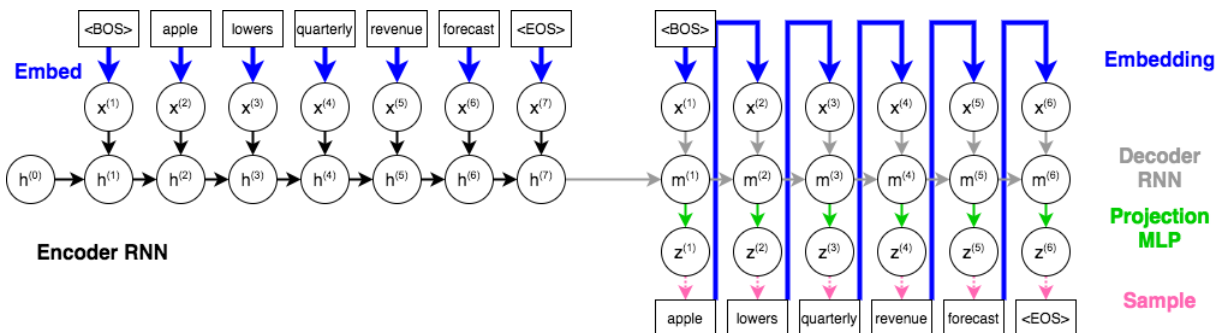 <BOS> apple lowers quarterly revenue forecast <EOS> <BOS>
Embed Embedding
x(1) x(2) x(3) x(4) x(5) x(6) x(7) x(1) x(2) x(3) x(4) x(5) x(6)
h(0) h(1) h(2) h(3) h(4) h(5) h(6) h(7) m(1) m(2) m(3) m(4) m(5) m(6) Decoder
RNN
Projection
MLP
Encoder RNN z(1) z(2) z(3) z(4) z(5) z(6)
Sample
apple lowers quarterly revenue forecast <EOS>